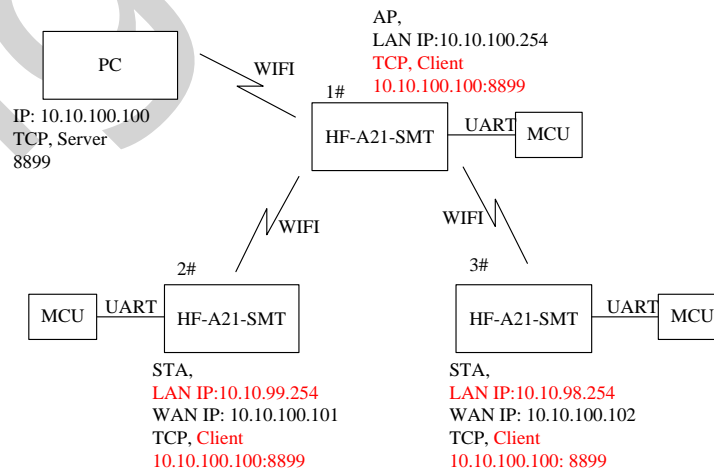 AP,
LAN IP:10.10.100.254
TCP, Client
10.10.100.100:8899
PC
WIFI
1#
IP: 10.10.100.100
TCP, Server
8899
HF-A21-SMT
UART
MCU
WIFI
WIFI
2#
3#
MCU
UART
HF-A21-SMT
HF-A21-SMT
UART
MCU
STA,
LAN IP:10.10.99.254
WAN IP: 10.10.100.101
TCP, Client
10.10.100.100:8899
STA,
LAN IP:10.10.98.254
WAN IP: 10.10.100.102
TCP, Client
10.10.100.100: 8899